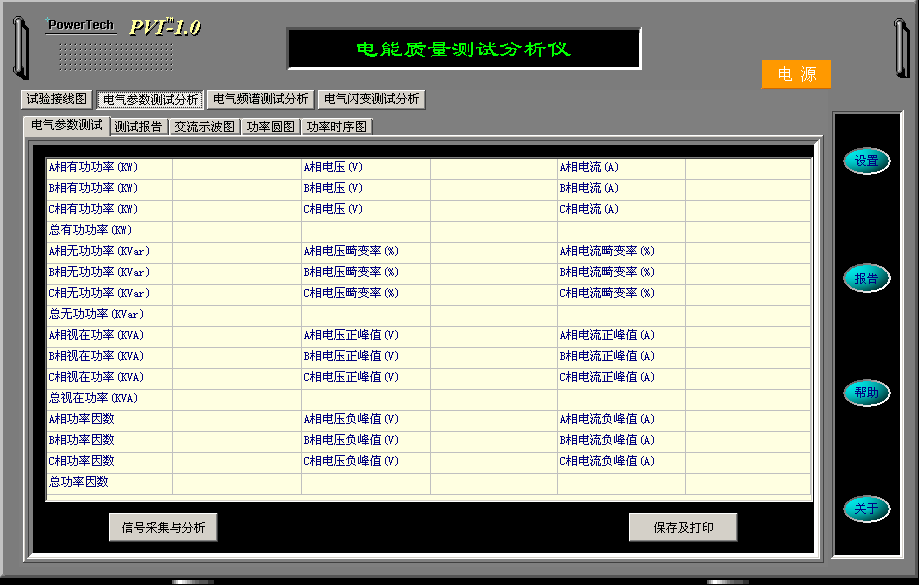 PowerTech PVI™-1.0
电能质量测试分析仪
电 源
试验接线图 电气参数测试分析 电气频谱测试分析 电气闪变测试分析
电气参数测试 测试报告 交流示波图 功率圆图 功率时序图
A相有功功率(KW) A相电压(V) A相电流(A)
B相有功功率(KW) B相电压(V) B相电流(A)
C相有功功率(KW) C相电压(V) C相电流(A)
总有功功率(KW)
A相无功功率(KVar) A相电压畸变率(%) A相电流畸变率(%)
B相无功功率(KVar) B相电压畸变率(%) B相电流畸变率(%)
C相无功功率(KVar) C相电压畸变率(%) C相电流畸变率(%)
总无功功率(KVar)
A相视在功率(KVA) A相电压正峰值(V) A相电流正峰值(A)
B相视在功率(KVA) B相电压正峰值(V) B相电流正峰值(A)
C相视在功率(KVA) C相电压正峰值(V) C相电流正峰值(A)
总视在功率(KVA)
A相功率因数 A相电压负峰值(V) A相电流负峰值(A)
B相功率因数 B相电压负峰值(V) B相电流负峰值(A)
C相功率因数 C相电压负峰值(V) C相电流负峰值(A)
总功率因数
信号采集与分析 保存及打印
设置
报告
帮助
关于